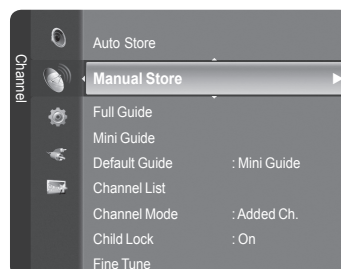 Channel
Auto Store
Manual Store
Full Guide
Mini Guide
Default Guide : Mini Guide
Channel List
Channel Mode : Added Ch.
Child Lock : On
Fine Tune